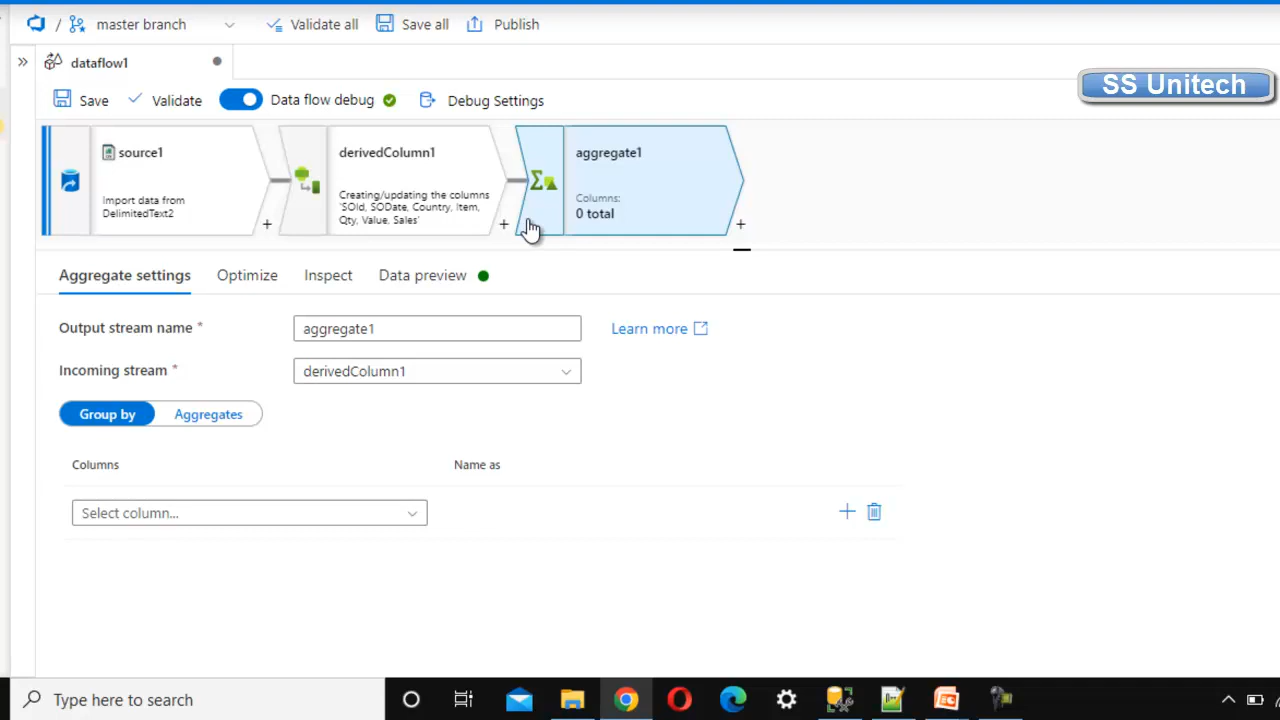 / master branch Validate all Save all Publish
» dataflow1
SS Unitech
Save Validate Data flow debug Debug Settings
source1
Import data from
DelimitedText2
+
derivedColumn1
Creating/updating the columns
'SOId, SODate, Country, Item,
Qty, Value, Sales'
+
aggregate1
Columns:
0 total
+
Aggregate settings Optimize Inspect Data preview
Output stream name * aggregate1 Learn more
Incoming stream * derivedColumn1
Group by Aggregates
Columns Name as
Select column...
Type here to search